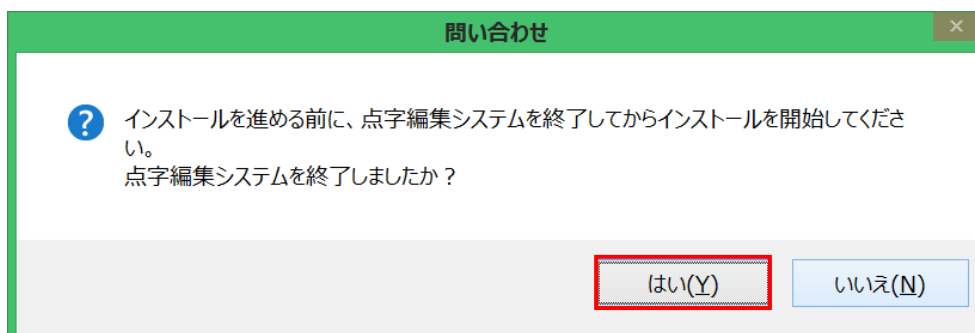 問い合わせ
インストールを進める前に、点字編集システムを終了してからインストールを開始してくださ
い。
点字編集システムを終了しましたか？
はい(Y) いいえ(N)